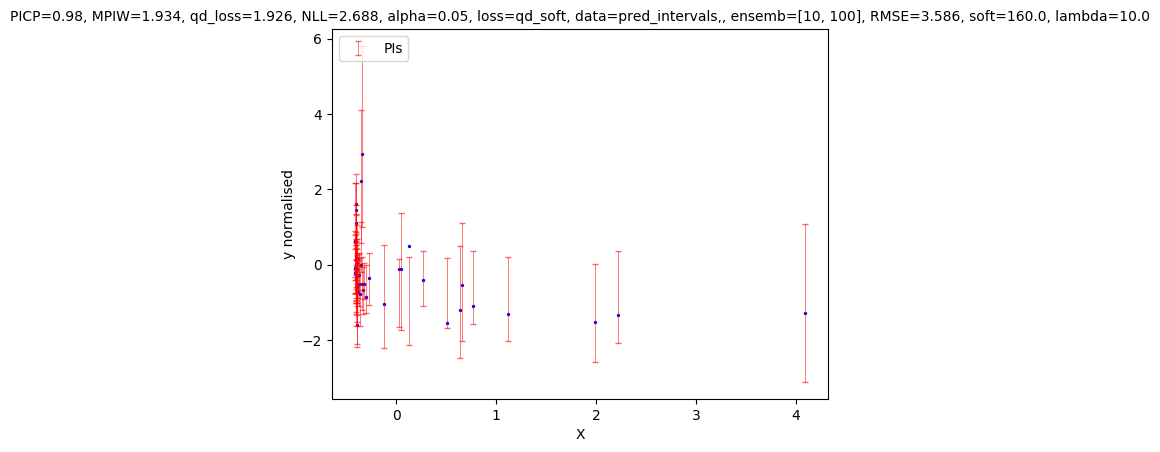 PICP=0.98, MPIW=1.934, qd_loss=1.926, NLL=2.688, alpha=0.05, loss=qd_soft, data=pred_intervals,, ensemb=[10, 100], RMSE=3.586, soft=160.0, lambda=10.0
PIs
6
4
2
0
−2
y normalised
0 1 2 3 4
X